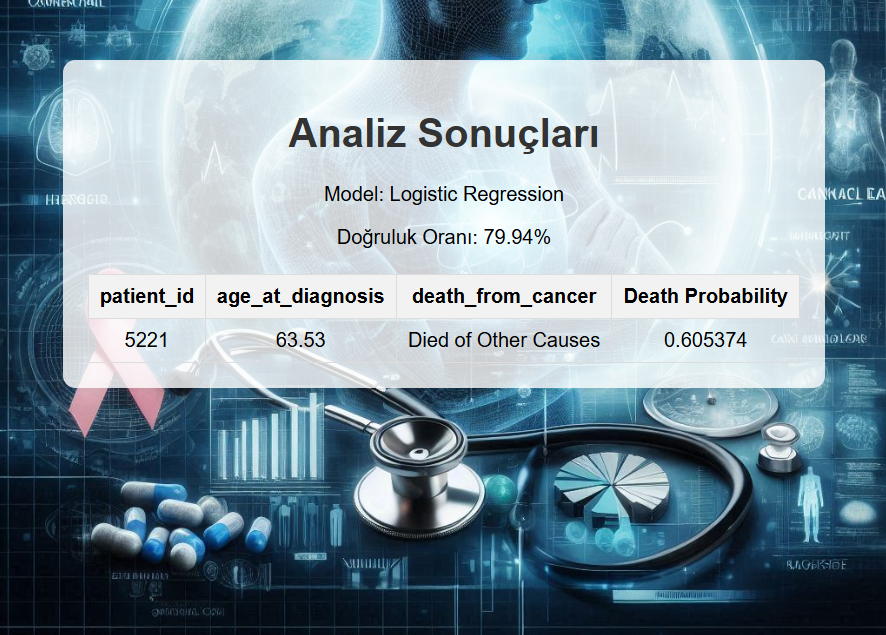 Analiz Sonuçları
Model: Logistic Regression
Doğruluk Oranı: 79.94%
patient_id age_at_diagnosis death_from_cancer Death Probability
5221 63.53 Died of Other Causes 0.605374